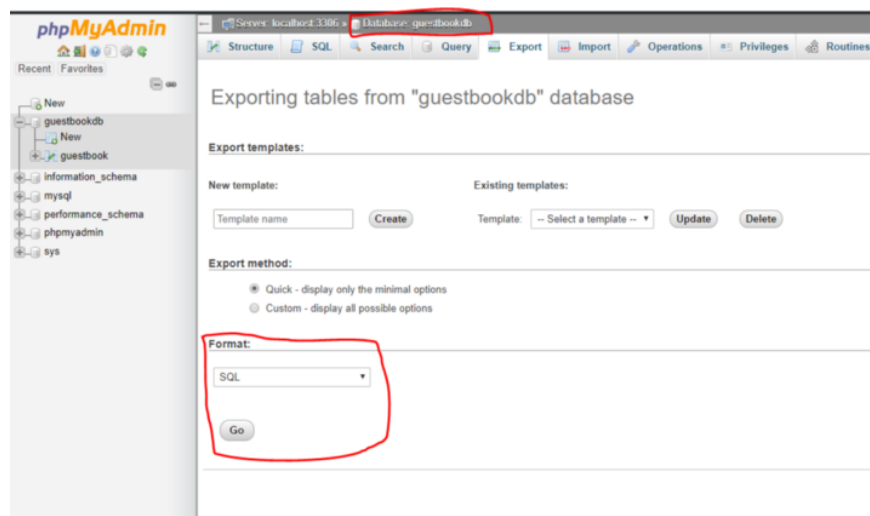 phpMyAdmin
Server: localhost:3306 » Database: guestbookdb
Structure SQL Search Query Export Import Operations Privileges Routines
Recent Favorites
New
guestbookdb
New
guestbook
information_schema
mysql
performance_schema
phpmyadmin
sys
Exporting tables from "guestbookdb" database
Export templates:
New template: Existing templates:
Template name Create Template: -- Select a template -- Update Delete
Export method:
Quick - display only the minimal options
Custom - display all possible options
Format:
SQL
Go